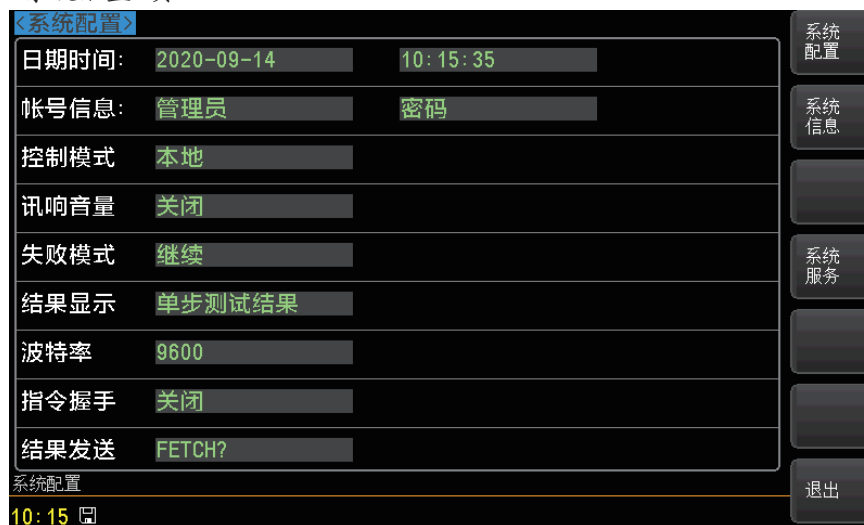 <系统配置>
日期时间: 2020-09-14 10:15:35
帐号信息: 管理员 密码
控制模式 本地
讯响音量 关闭
失败模式 继续
结果显示 单步测试结果
波特率 9600
指令握手 关闭
结果发送 FETCH?
系统配置
10:15
系统
配置
系统
信息
系统
服务
退出